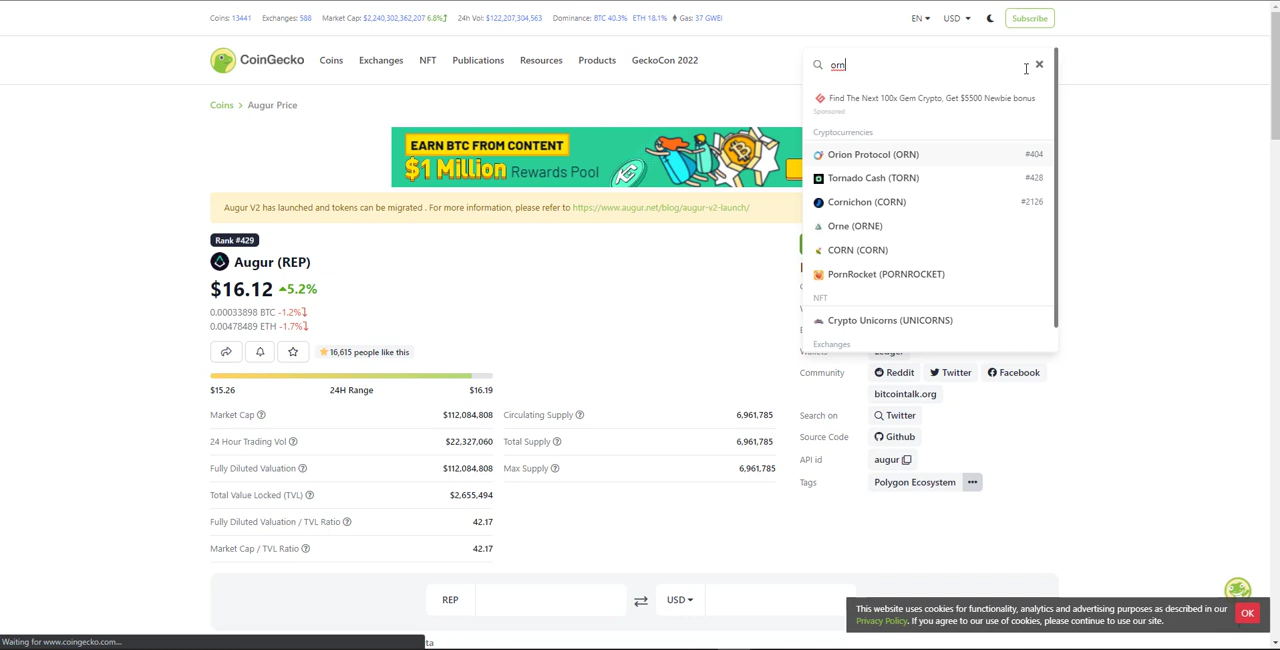 Coins: 13441 Exchanges: 588 Market Cap: $2,240,302,362,207 6.8% 24h Vol: $122,207,304,563 Dominance: BTC 40.3% ETH 18.1% Gas: 37 GWEI EN USD Subscribe
CoinGecko Coins Exchanges NFT Publications Resources Products GeckoCon 2022
orn
Find The Next 100x Gem Crypto, Get $5500 Newbie bonus
Sponsored
Cryptocurrencies
Orion Protocol (ORN) #404
Tornado Cash (TORN) #428
Cornichon (CORN) #2126
Orne (ORNE)
CORN (CORN)
PornRocket (PORNROCKET)
NFT
Crypto Unicorns (UNICORNS)
Exchanges
Coins > Augur Price
EARN BTC FROM CONTENT
$1 Million Rewards Pool
Augur V2 has launched and tokens can be migrated . For more information, please refer to https://www.augur.net/blog/augur-v2-launch/
Rank #429
Augur (REP)
$16.12 5.2%
0.00033898 BTC -1.2%
0.00478489 ETH -1.7%
16,615 people like this
$15.26 24H Range $16.19
Market Cap $112,084,808
24 Hour Trading Vol $22,327,060
Fully Diluted Valuation $112,084,808
Total Value Locked (TVL) $2,655,494
Fully Diluted Valuation / TVL Ratio 42.17
Market Cap / TVL Ratio 42.17
Circulating Supply 6,961,785
Total Supply 6,961,785
Max Supply 6,961,785
Community Reddit Twitter Facebook
bitcointalk.org
Search on Twitter
Source Code Github
API id augur
Tags Polygon Ecosystem •••
REP USD
This website uses cookies for functionality, analytics and advertising purposes as described in our
Privacy Policy. If you agree to our use of cookies, please continue to use our site.
OK
Waiting for www.coingecko.com...